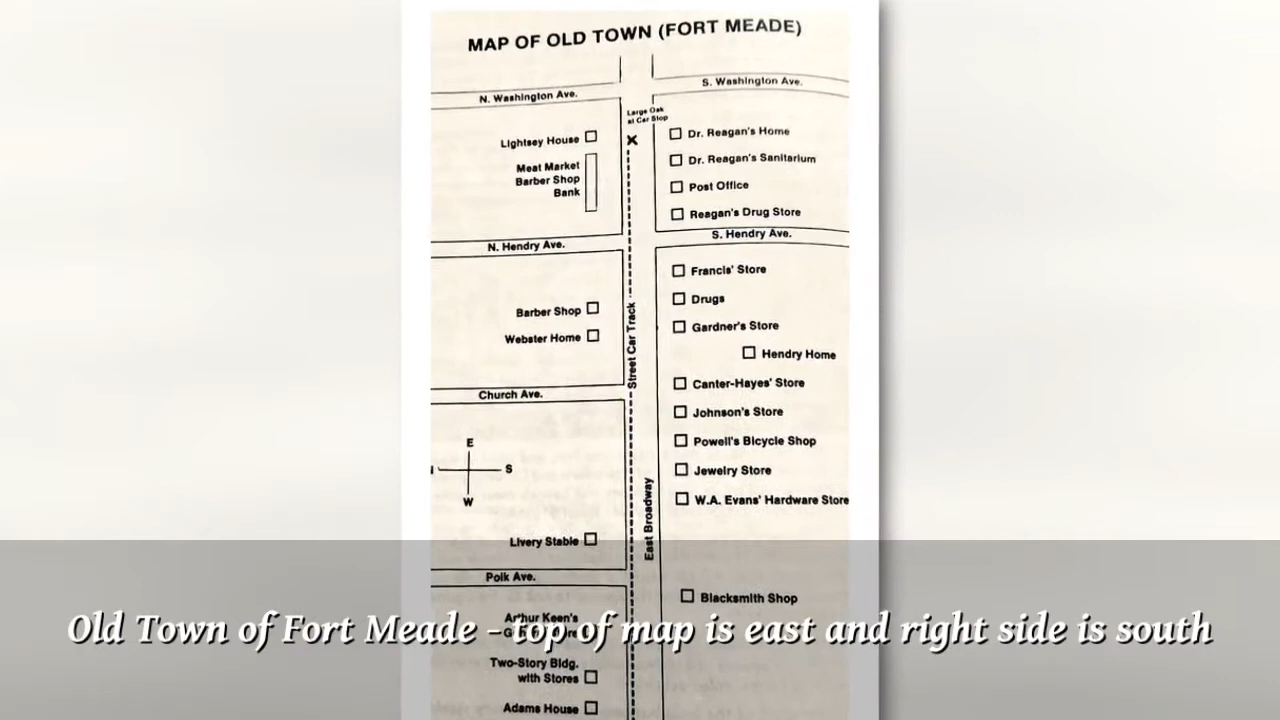 MAP OF OLD TOWN (FORT MEADE)
N. Washington Ave.
S. Washington Ave.
Large Oak
at Car Stop
X
Lightsey House
Meat Market
Barber Shop
Bank
Dr. Reagan's Home
Dr. Reagan's Sanitarium
Post Office
Reagan's Drug Store
N. Hendry Ave.
S. Hendry Ave.
Barber Shop
Webster Home
Street Car Track
Francis' Store
Drugs
Gardner's Store
Hendry Home
Canter-Hayes' Store
Johnson's Store
Powell's Bicycle Shop
Jewelry Store
W.A. Evans' Hardware Store
Church Ave.
E
S
W
East Broadway
Livery Stable
Polk Ave.
Blacksmith Shop
Arthur Keen's
Old Town of Fort Meade - top of map is east and right side is south
Two-Story Bldg.
with Stores
Adams House